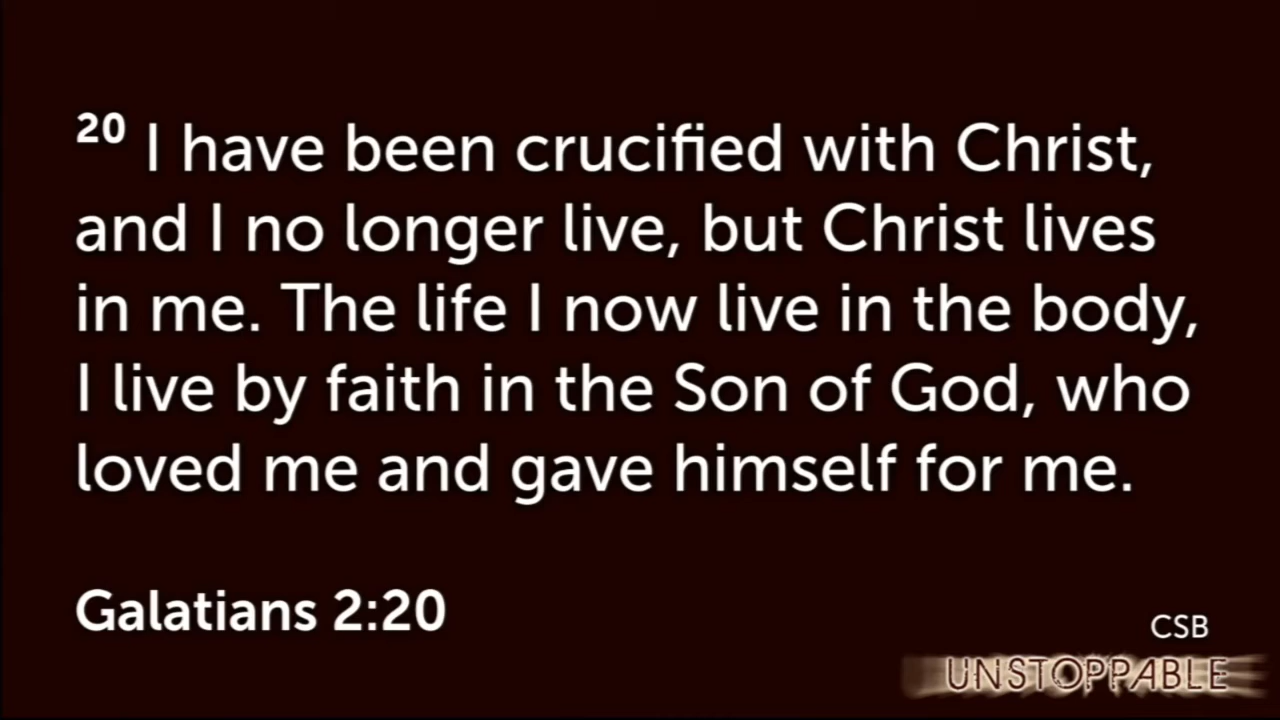 20 I have been crucified with Christ,
and I no longer live, but Christ lives
in me. The life I now live in the body,
I live by faith in the Son of God, who
loved me and gave himself for me.
Galatians 2:20
CSB
UNSTOPPABLE